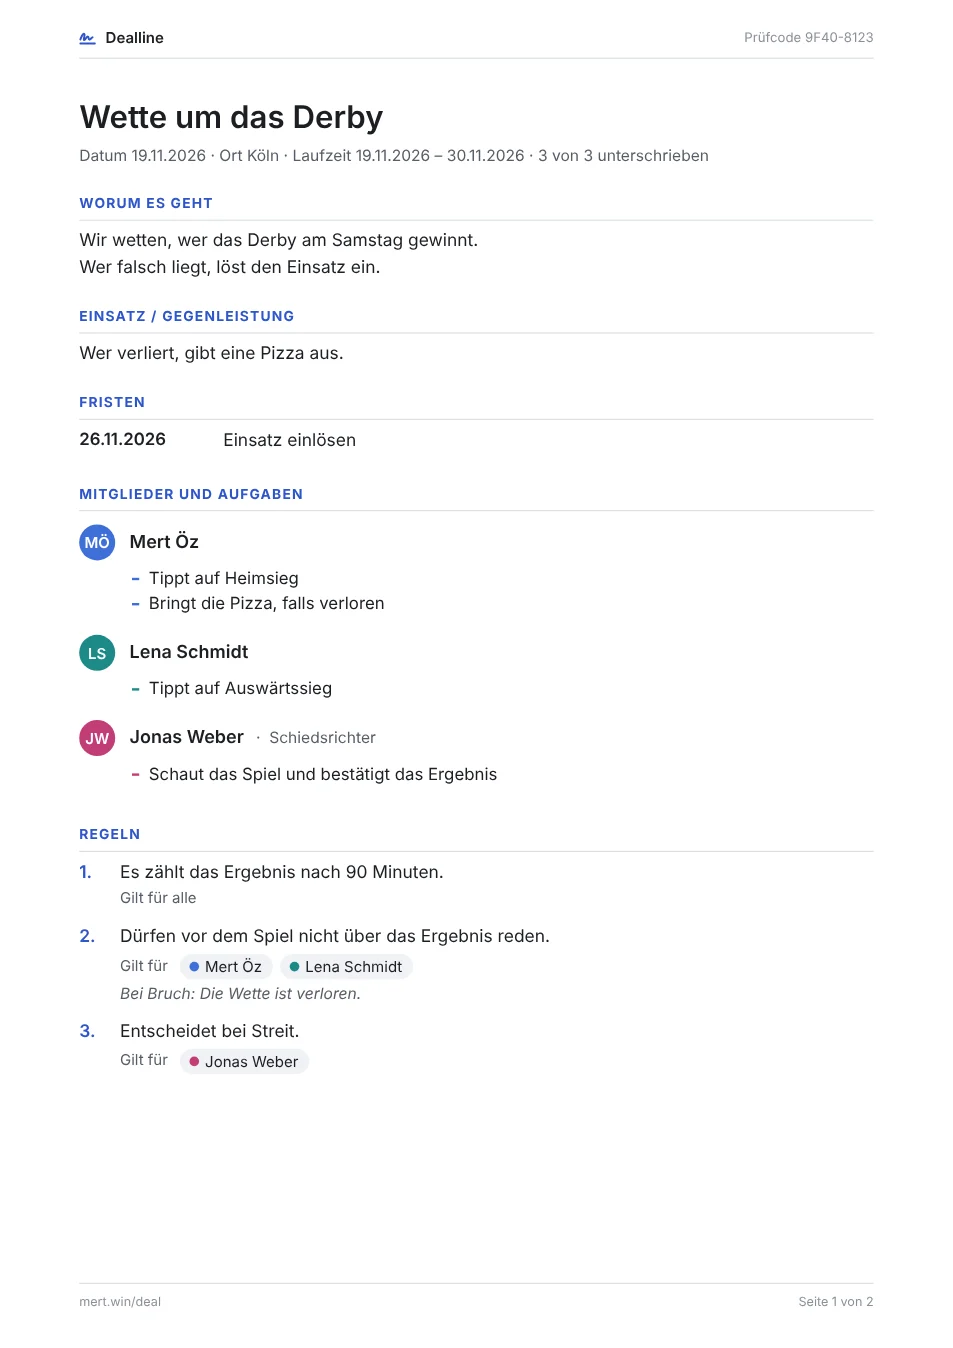 Dealline
Prüfcode 9F40-8123
Wette um das Derby
Datum 19.11.2026 · Ort Köln · Laufzeit 19.11.2026 – 30.11.2026 · 3 von 3 unterschrieben
WORUM ES GEHT
Wir wetten, wer das Derby am Samstag gewinnt.
Wer falsch liegt, löst den Einsatz ein.
EINSATZ / GEGENLEISTUNG
Wer verliert, gibt eine Pizza aus.
FRISTEN
26.11.2026 Einsatz einlösen
MITGLIEDER UND AUFGABEN
MÖ Mert Öz
– Tippt auf Heimsieg
– Bringt die Pizza, falls verloren
LS Lena Schmidt
– Tippt auf Auswärtssieg
JW Jonas Weber · Schiedsrichter
– Schaut das Spiel und bestätigt das Ergebnis
REGELN
1. Es zählt das Ergebnis nach 90 Minuten.
Gilt für alle
2. Dürfen vor dem Spiel nicht über das Ergebnis reden.
Gilt für Mert Öz Lena Schmidt
Bei Bruch: Die Wette ist verloren.
3. Entscheidet bei Streit.
Gilt für Jonas Weber
mert.win/deal
Seite 1 von 2